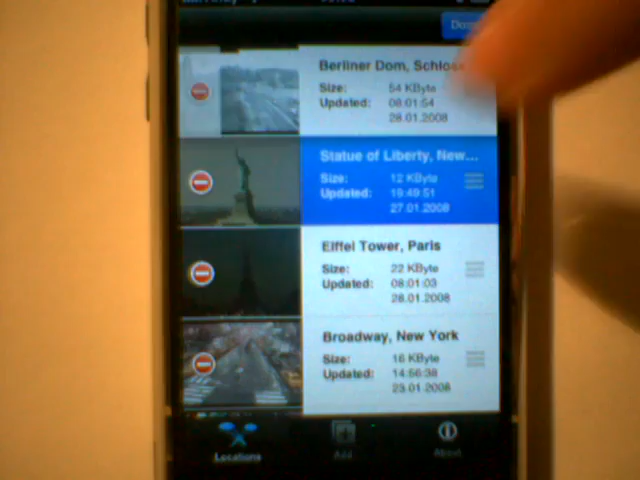 Berliner Dom, Schloss
Size: 54 KByte
Updated: 08:01:54
28.01.2008
Statue of Liberty, New...
Size: 12 KByte
Updated: 19:49:51
27.01.2008
Eiffel Tower, Paris
Size: 22 KByte
Updated: 08:01:03
28.01.2008
Broadway, New York
Size: 16 KByte
Updated: 14:56:38
23.01.2008
Locations
Add
About